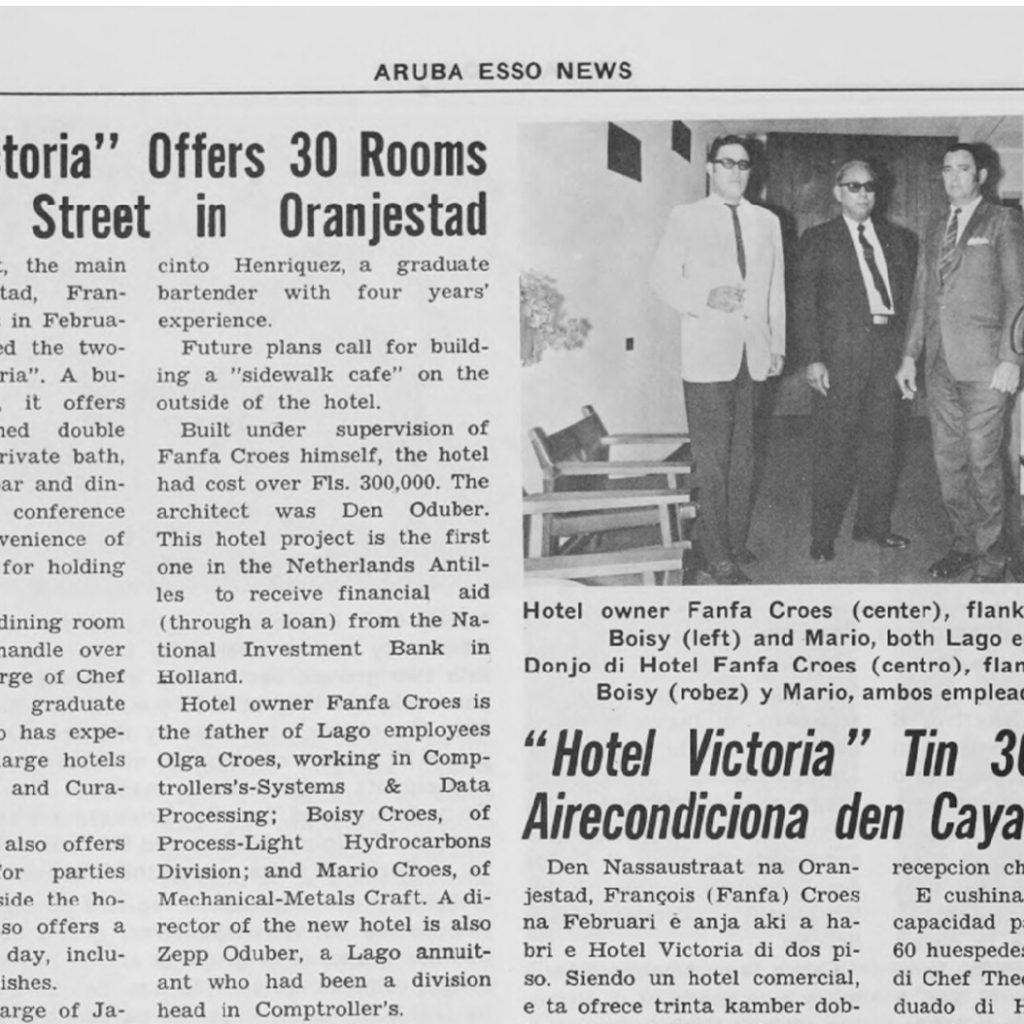 ARUBA ESSO NEWS
toria” Offers 30 Rooms
Street in Oranjestad
the main
tad, Fran-
in Februa-
ed the two-
ria". A bu-
it offers
ned double
rivate bath,
ar and din-
conference
venience of
for holding
dining room
handle over
rge of Chef
graduate
o has expe-
large hotels
and Cura-
also offers
for parties
side the ho-
so offers a
day, inclu-
ishes.
arge of Ja-
cinto Henriquez, a graduate
bartender with four years'
experience.
Future plans call for build-
ing a "sidewalk cafe" on the
outside of the hotel.
Built under supervision of
Fanfa Croes himself, the hotel
had cost over Fls. 300,000. The
architect was Den Oduber.
This hotel project is the first
one in the Netherlands Antil-
les to receive financial aid
(through a loan) from the Na-
tional Investment Bank in
Holland.
Hotel owner Fanfa Croes is
the father of Lago employees
Olga Croes, working in Comp-
trollers's-Systems & Data
Processing; Boisy Croes, of
Process-Light Hydrocarbons
Division; and Mario Croes, of
Mechanical-Metals Craft. A di-
rector of the new hotel is also
Zepp Oduber, a Lago annuit-
ant who had been a division
head in Comptroller's.
Hotel owner Fanfa Croes (center), flank
Boisy (left) and Mario, both Lago e
Donjo di Hotel Fanfa Croes (centro), flan
Boisy (robez) y Mario, ambos emplead
“Hotel Victoria” Tin 30
Airecondiciona den Caya
Den Nassaustraat na Oran-
jestad, François (Fanfa) Croes
na Februari é anja aki a ha-
bri e Hotel Victoria di dos pi-
so. Siendo un hotel comercial,
e ta ofrece trinta kamber dob-
recepcion ch
E cushina
capacidad pa
60 huespedes
di Chef Theo
duado di H